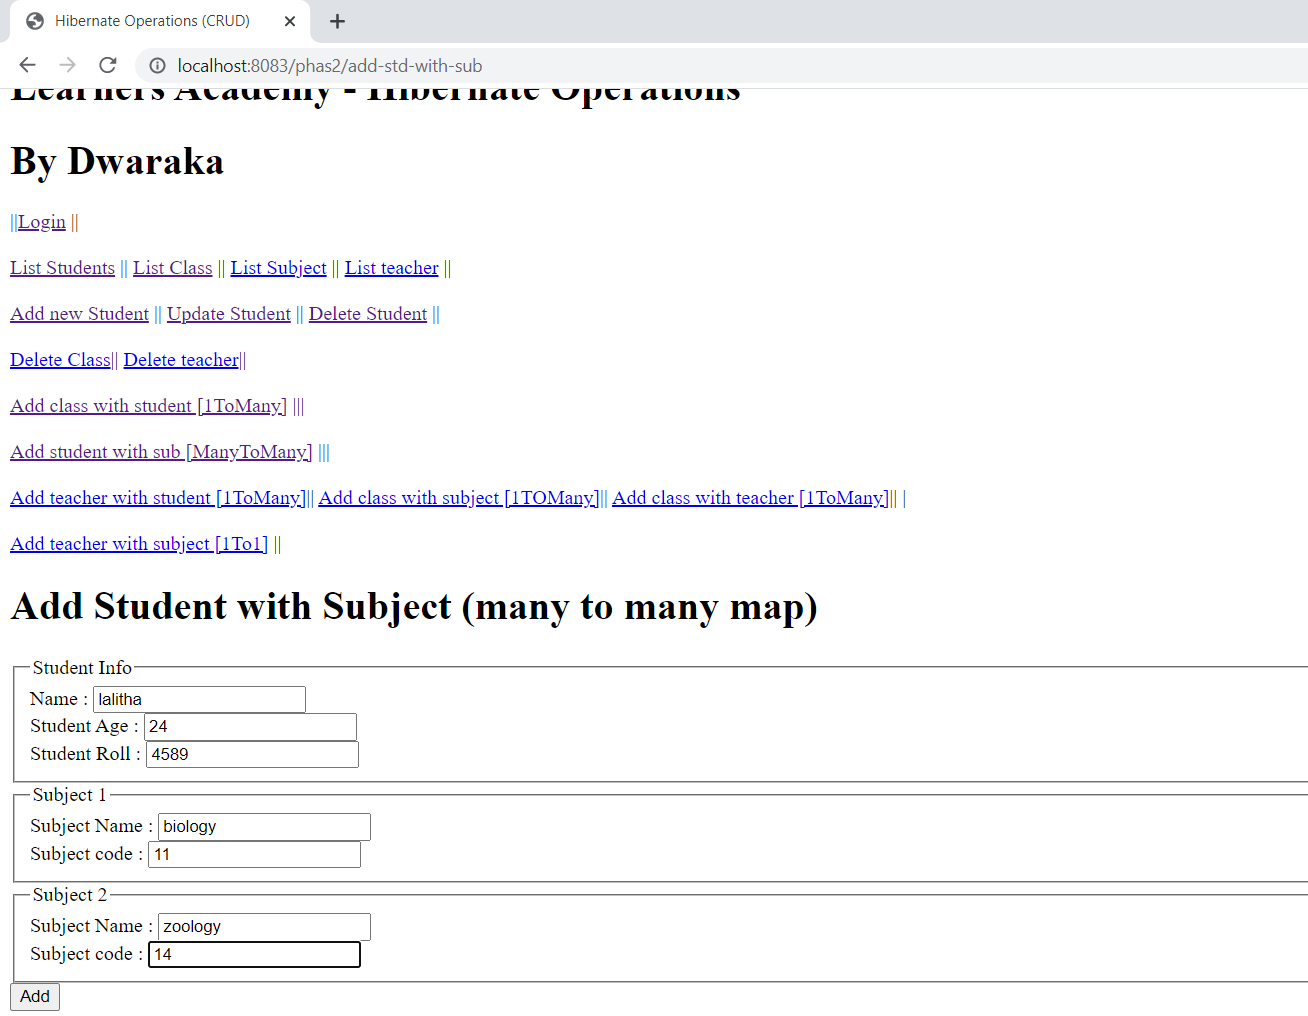 Hibernate Operations (CRUD)
localhost:8083/phas2/add-std-with-sub
Learners Academy - Hibernate Operations
By Dwaraka
||Login ||
List Students || List Class || List Subject || List teacher ||
Add new Student || Update Student || Delete Student ||
Delete Class|| Delete teacher||
Add class with student [1ToMany] |||
Add student with sub [ManyToMany] |||
Add teacher with student [1ToMany]|| Add class with subject [1TOMany]|| Add class with teacher [1ToMany]|| |
Add teacher with subject [1To1] ||
Add Student with Subject (many to many map)
Student Info
Name : lalitha
Student Age : 24
Student Roll : 4589
Subject 1
Subject Name : biology
Subject code : 11
Subject 2
Subject Name : zoology
Subject code : 14
Add